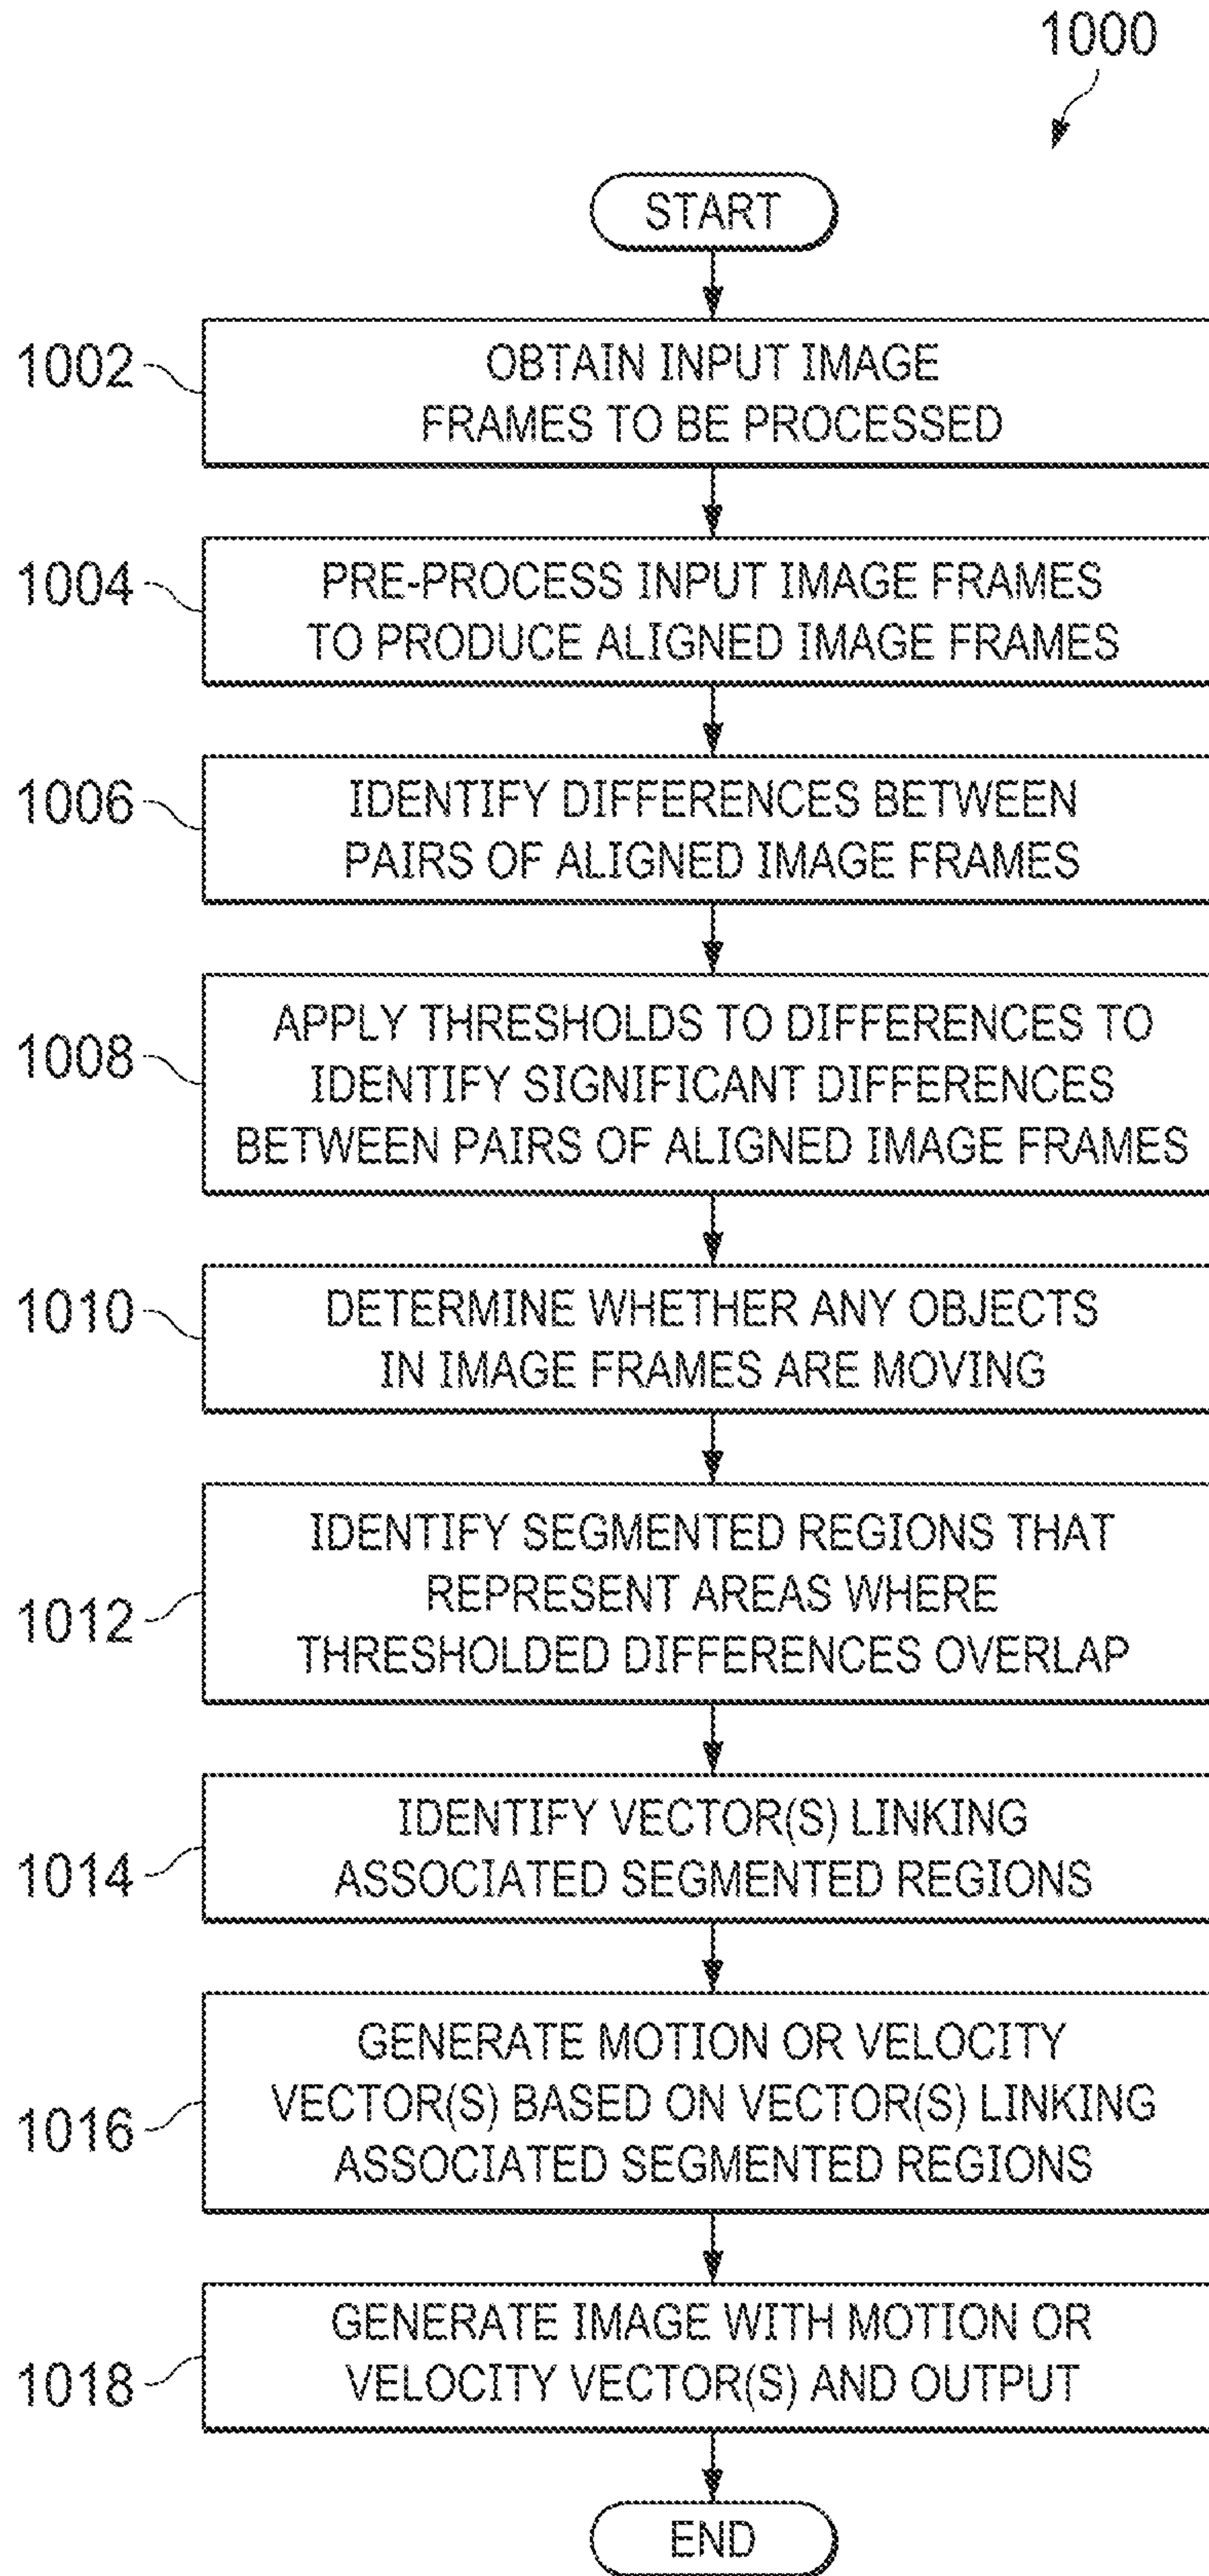 1000
START
1002
OBTAIN INPUT IMAGE
FRAMES TO BE PROCESSED
1004
PRE-PROCESS INPUT IMAGE FRAMES
TO PRODUCE ALIGNED IMAGE FRAMES
1006
IDENTIFY DIFFERENCES BETWEEN
PAIRS OF ALIGNED IMAGE FRAMES
1008
APPLY THRESHOLDS TO DIFFERENCES TO
IDENTIFY SIGNIFICANT DIFFERENCES
BETWEEN PAIRS OF ALIGNED IMAGE FRAMES
1010
DETERMINE WHETHER ANY OBJECTS
IN IMAGE FRAMES ARE MOVING
1012
IDENTIFY SEGMENTED REGIONS THAT
REPRESENT AREAS WHERE
THRESHOLDED DIFFERENCES OVERLAP
1014
IDENTIFY VECTOR(S) LINKING
ASSOCIATED SEGMENTED REGIONS
1016
GENERATE MOTION OR VELOCITY
VECTOR(S) BASED ON VECTOR(S) LINKING
ASSOCIATED SEGMENTED REGIONS
1018
GENERATE IMAGE WITH MOTION OR
VELOCITY VECTOR(S) AND OUTPUT
END